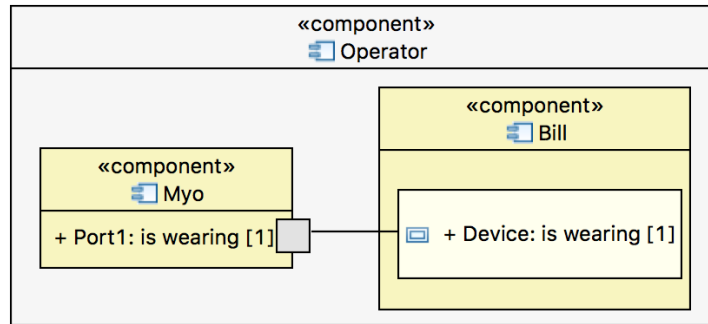 «component»
Operator
«component»
Myo
+ Port1: is wearing [1]
«component»
Bill
+ Device: is wearing [1]